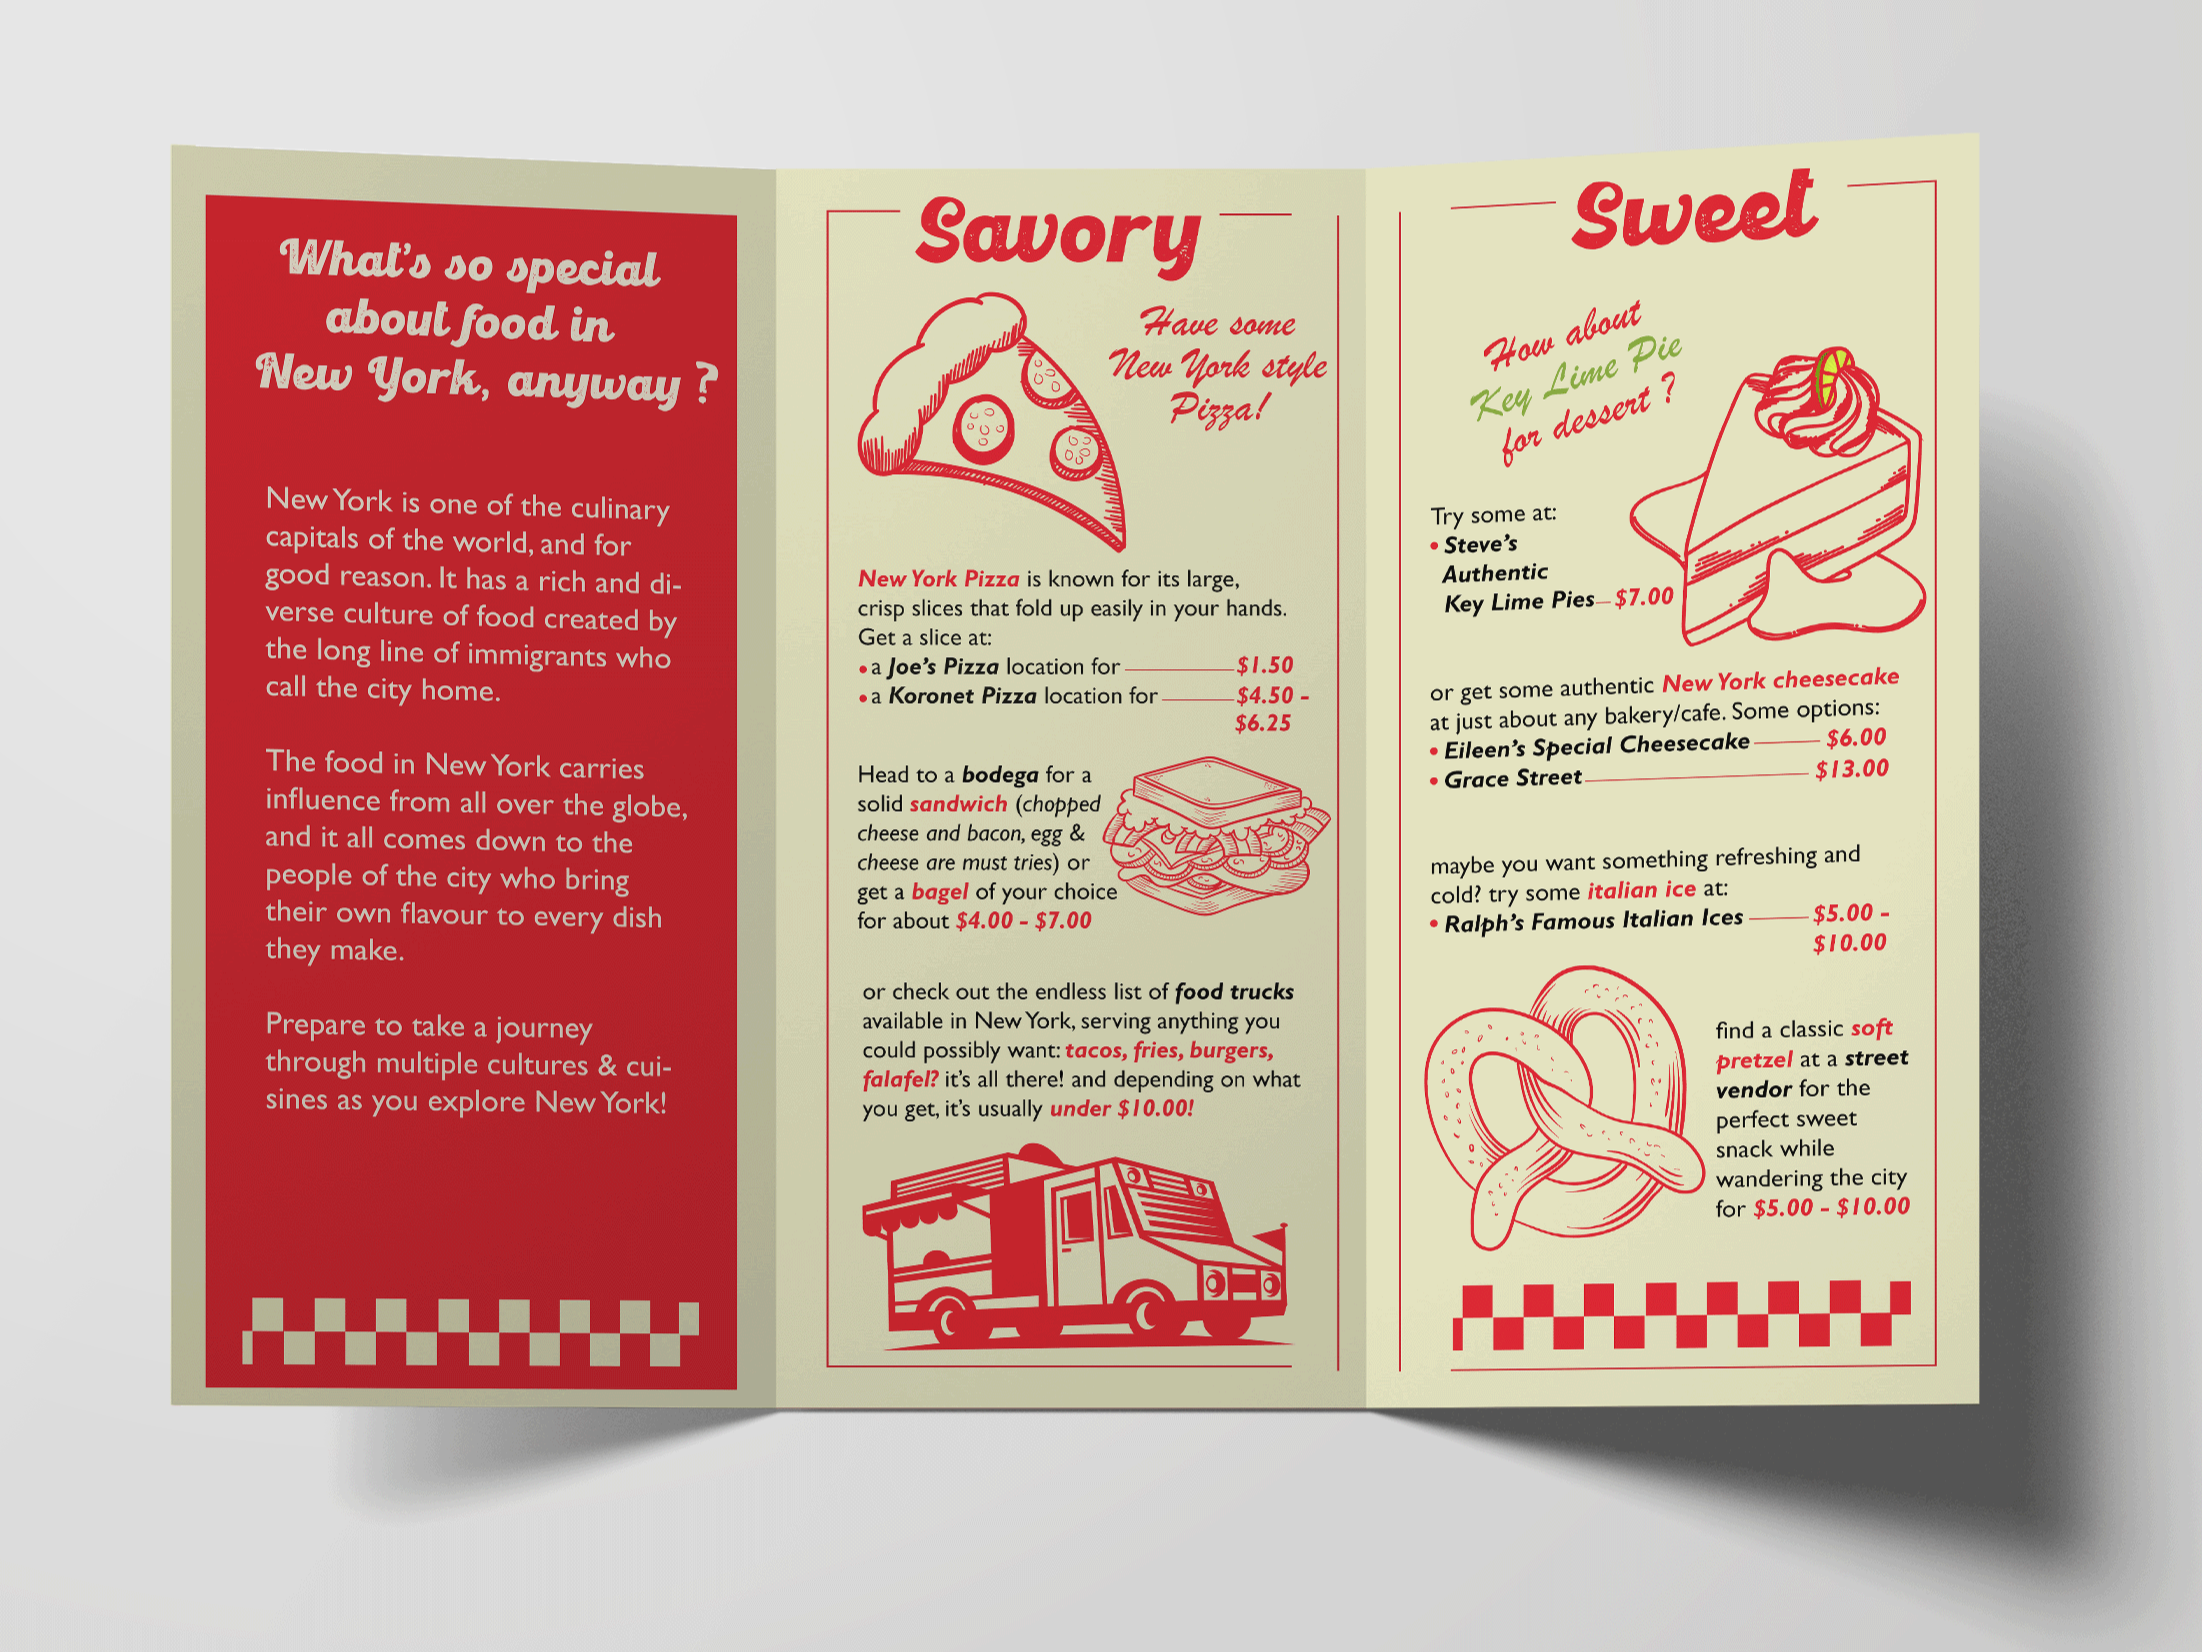 What's so special
about food in
New York, anyway ?
New York is one of the culinary
capitals of the world, and for
good reason. It has a rich and di-
verse culture of food created by
the long line of immigrants who
call the city home.
The food in New York carries
influence from all over the globe,
and it all comes down to the
people of the city who bring
their own flavour to every dish
they make.
Prepare to take a journey
through multiple cultures & cui-
sines as you explore New York!
Savory
Have some
New York style
Pizza!
New York Pizza is known for its large,
crisp slices that fold up easily in your hands.
Get a slice at:
• a Joe's Pizza location for $1.50
• a Koronet Pizza location for $4.50 -
$6.25
Head to a bodega for a
solid sandwich (chopped
cheese and bacon, egg &
cheese are must tries) or
get a bagel of your choice
for about $4.00 - $7.00
or check out the endless list of food trucks
available in New York, serving anything you
could possibly want: tacos, fries, burgers,
falafel? it's all there! and depending on what
you get, it's usually under $10.00!
Sweet
How about
Key Lime Pie
for dessert ?
Try some at:
• Steve's
Authentic
Key Lime Pies $7.00
or get some authentic New York cheesecake
at just about any bakery/cafe. Some options:
• Eileen's Special Cheesecake $6.00
• Grace Street $13.00
maybe you want something refreshing and
cold? try some italian ice at:
• Ralph's Famous Italian Ices $5.00 -
$10.00
find a classic soft
pretzel at a street
vendor for the
perfect sweet
snack while
wandering the city
for $5.00 - $10.00